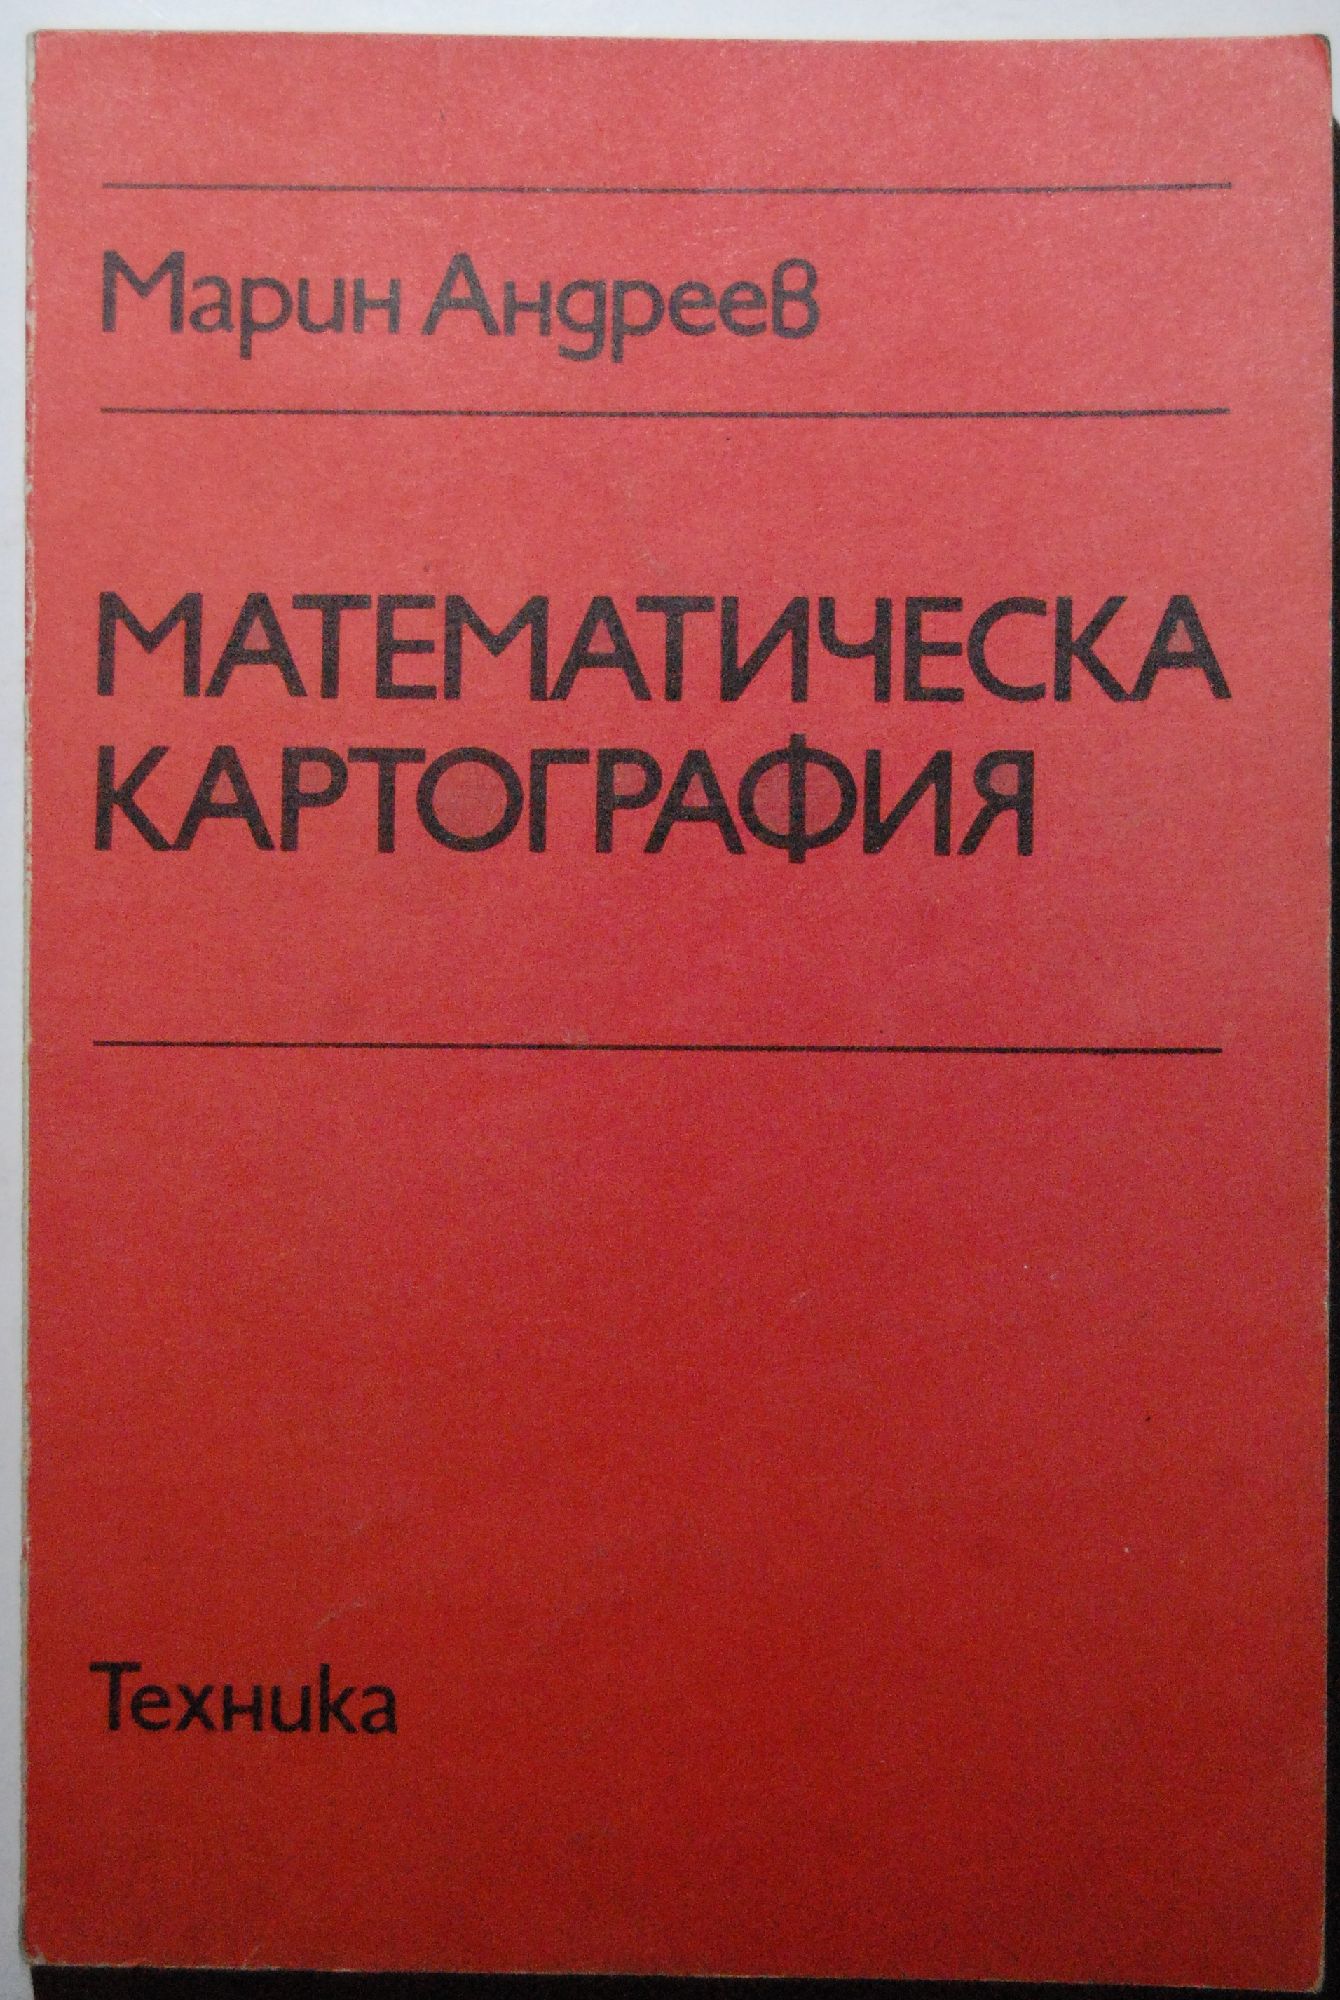 Марин Андреев
МАТЕМАТИЧЕСКА
КАРТОГРАФИЯ
Техника